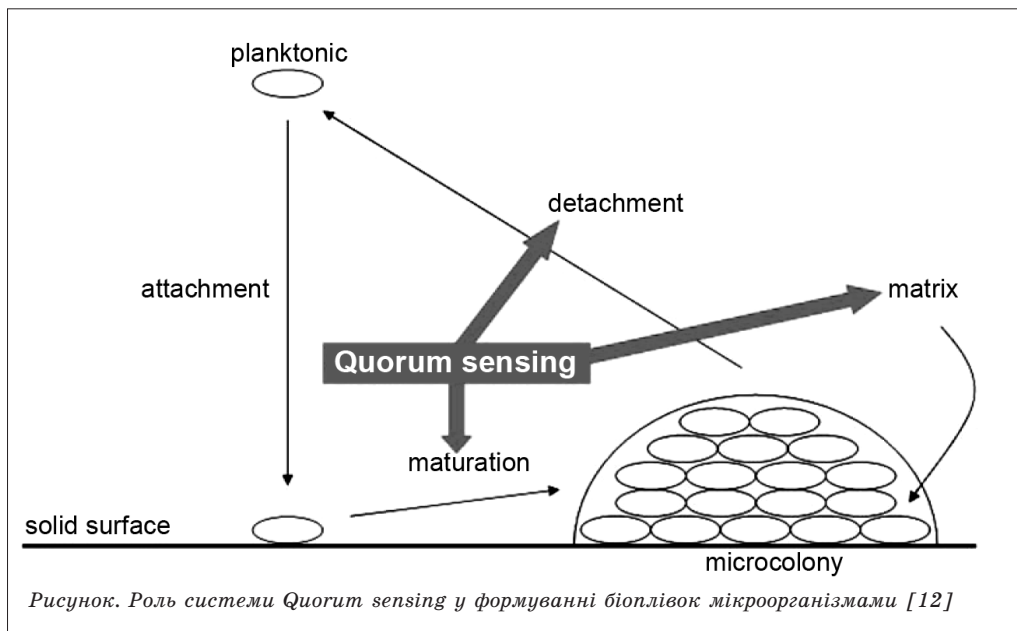 planktonic
detachment
attachment
matrix
Quorum sensing
maturation
solid surface
microcolony
Рисунок. Роль системи Quorum sensing у формуванні біоплівок мікроорганізмами [12]